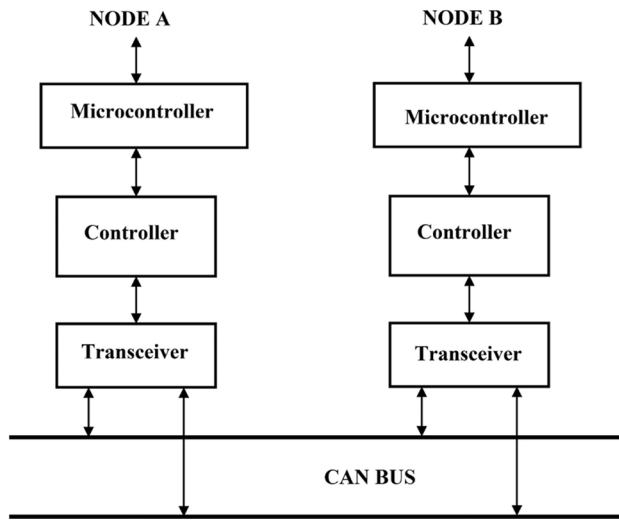 NODE A
NODE B
Microcontroller
Microcontroller
Controller
Controller
Transceiver
Transceiver
CAN BUS